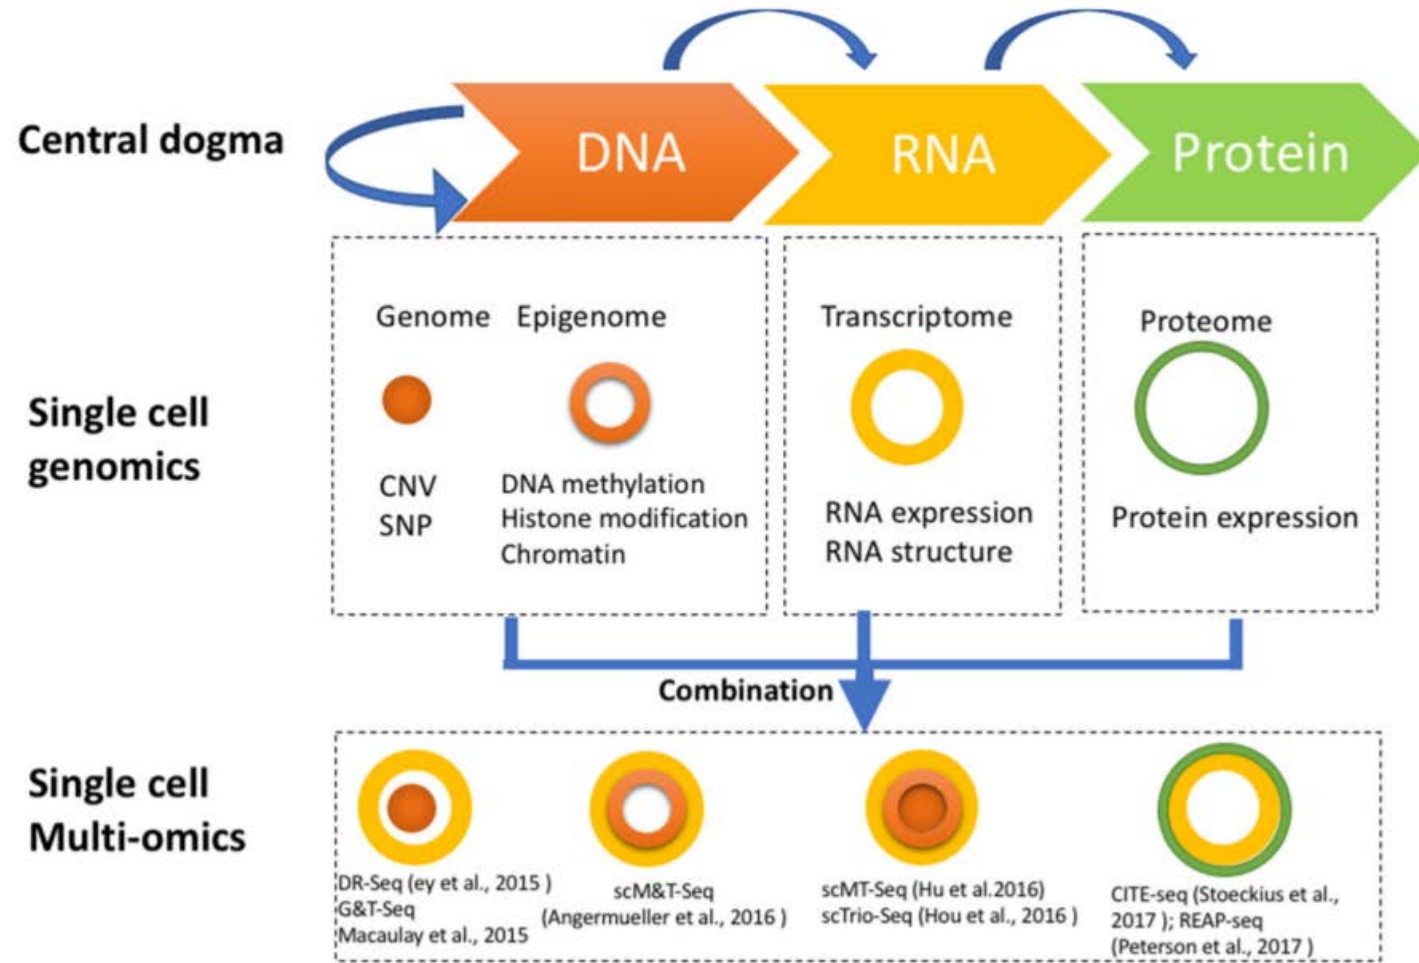 Central dogma
DNA
RNA
Protein
Single cell
genomics
Genome
Epigenome
Transcriptome
Proteome
CNV
SNP
DNA methylation
Histone modification
Chromatin
RNA expression
RNA structure
Protein expression
Combination
Single cell
Multi-omics
DR-Seq (ey et al., 2015 )
G&T-Seq
Macaulay et al., 2015
scM&T-Seq
(Angermueller et al., 2016 )
scMT-Seq (Hu et al.2016)
scTrio-Seq (Hou et al., 2016 )
CITE-seq (Stoeckius et al.,
2017 ); REAP-seq
(Peterson et al., 2017 )